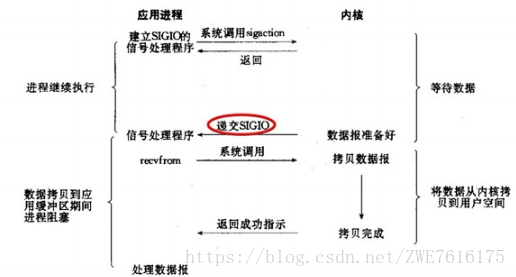 应用进程
内核
建立SIGIO的
信号处理程序
系统调用sigaction
返回
进程继续执行
等待数据
递交SIGIO
信号处理程序
数据报准备好
recvfrom
系统调用
拷贝数据报
数据拷贝到应
用缓冲区期间
进程阻塞
将数据从内核拷
贝到用户空间
返回成功指示
拷贝完成
处理数据报
https://blog.csdn.net/ZWE7616175